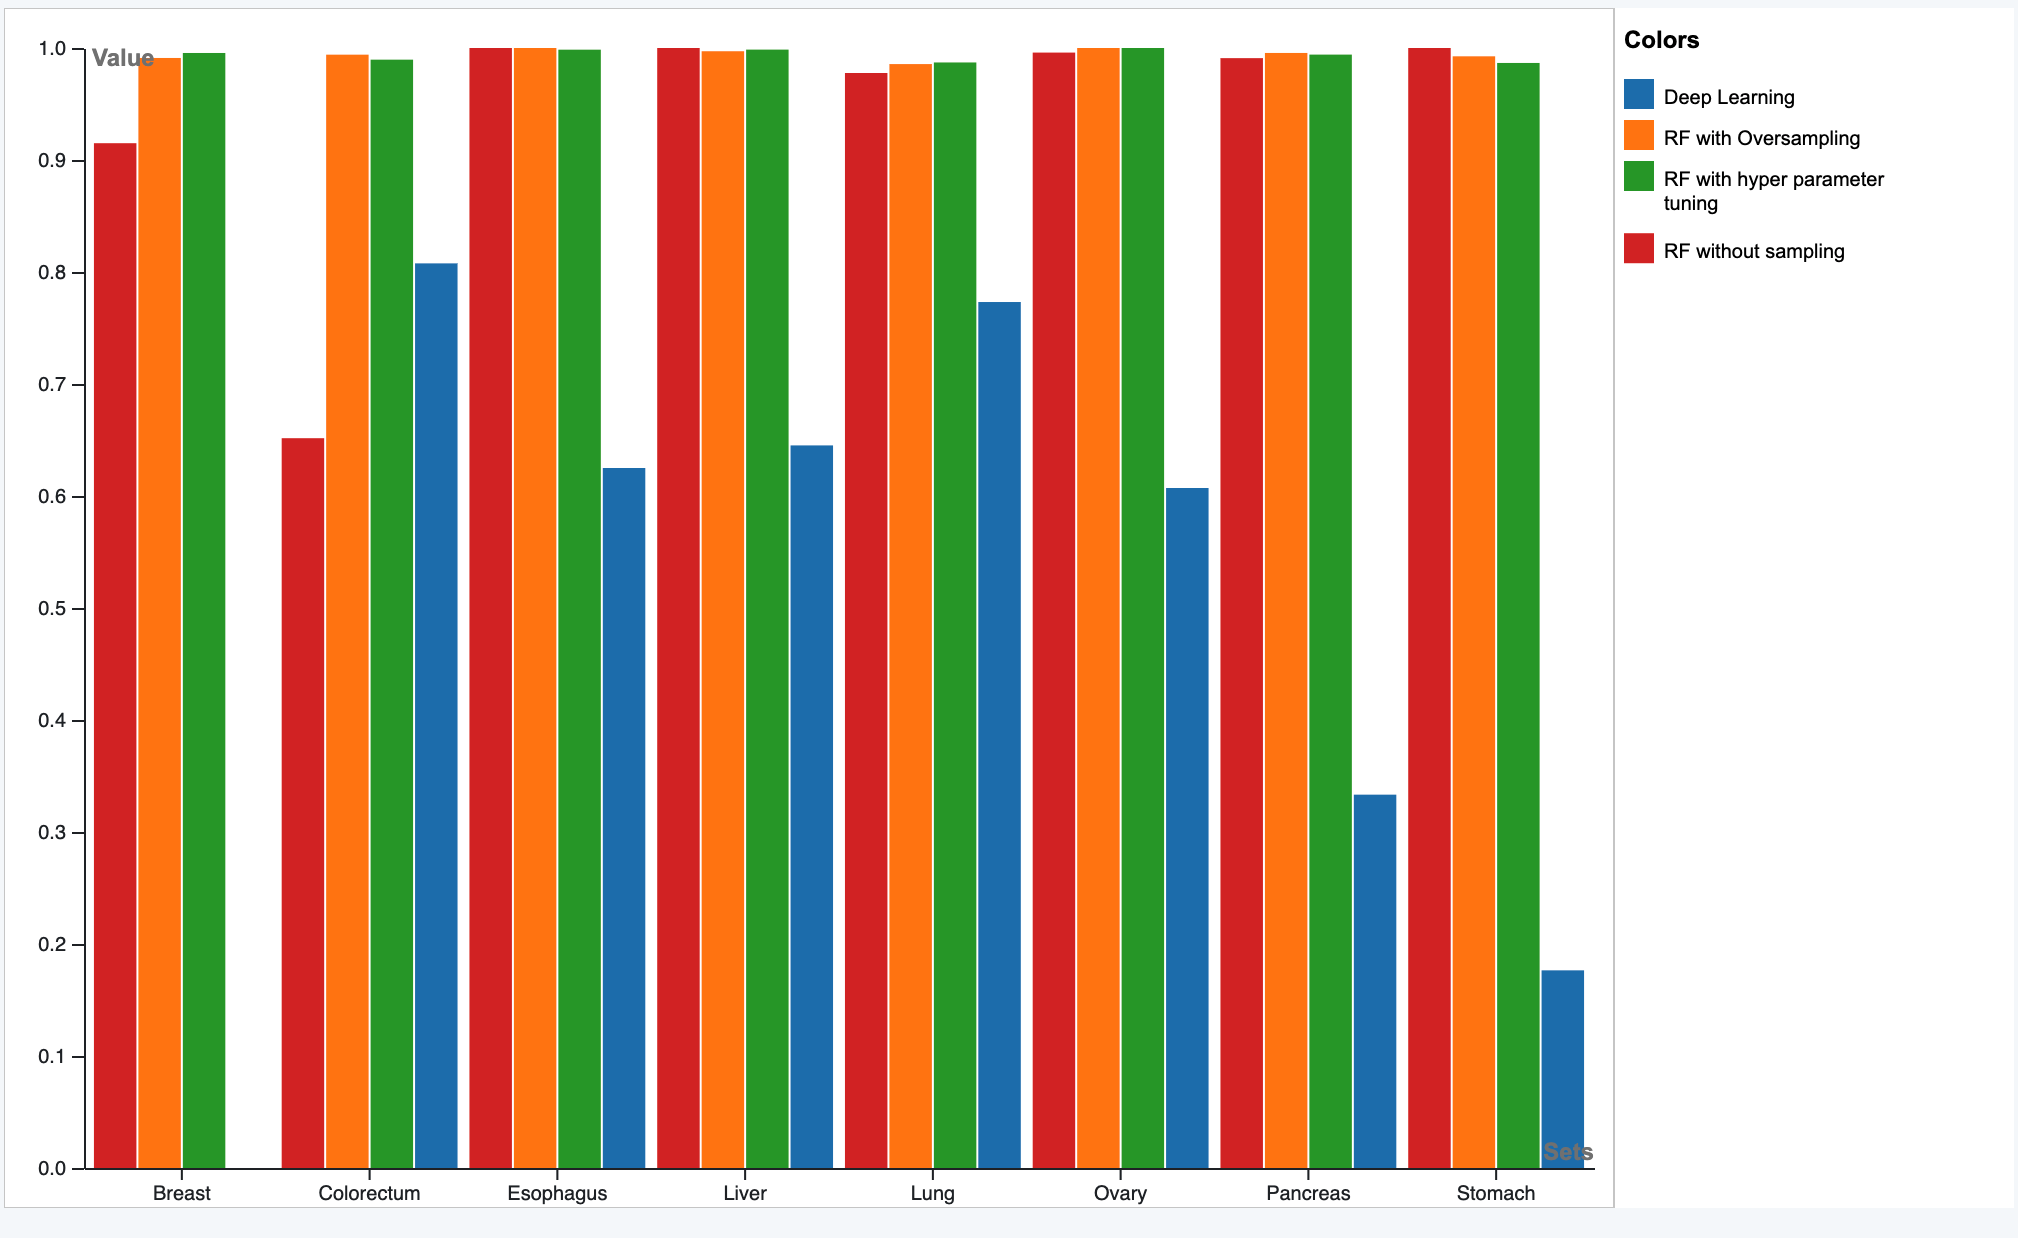 Value
1.0
0.9
0.8
0.7
0.6
0.5
0.4
0.3
0.2
0.1
0.0
Sets
Breast
Colorectum
Esophagus
Liver
Lung
Ovary
Pancreas
Stomach
Colors
Deep Learning
RF with Oversampling
RF with hyper parameter
tuning
RF without sampling